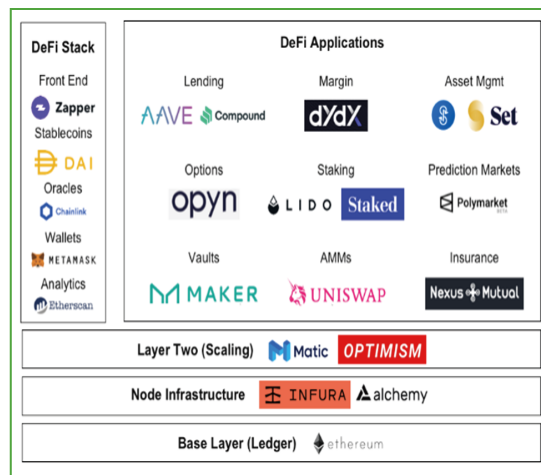 DeFi Stack
Front End
Zapper
Stablecoins
DAI
Oracles
Chainlink
Wallets
METAMASK
Analytics
Etherscan
DeFi Applications
Lending
AAVE Compound
Margin
dYdX
Asset Mgmt
Set
Options
opyn
Staking
LIDO Staked
Prediction Markets
Polymarket
BETA
Vaults
MAKER
AMMs
UNISWAP
Insurance
Nexus Mutual
Layer Two (Scaling) Matic OPTIMISM
Node Infrastructure INFURA alchemy
Base Layer (Ledger) ethereum